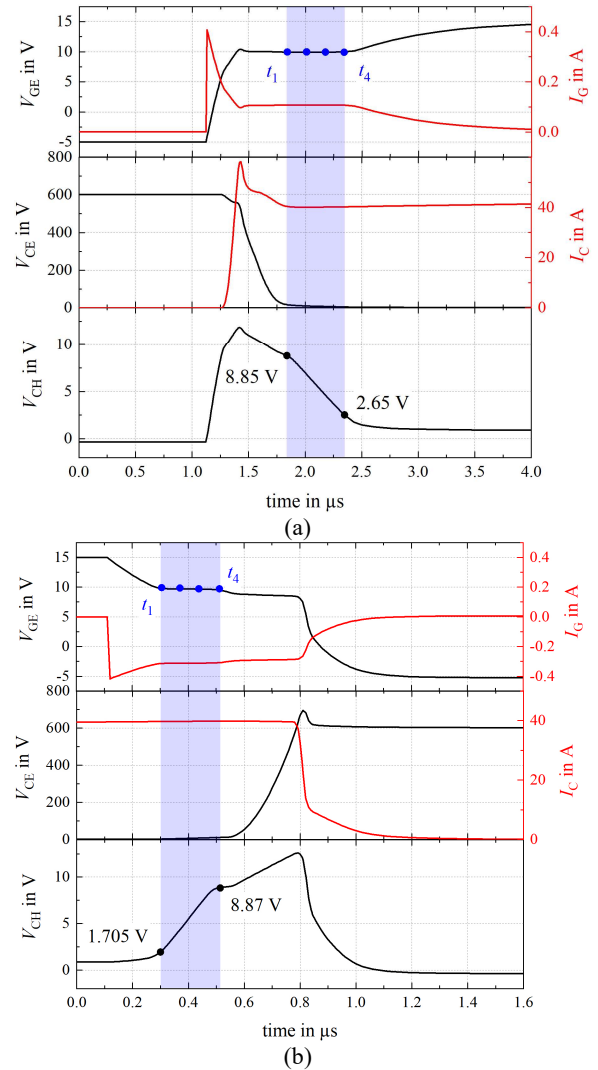 15
10
5
0
-5
V_GE in V
t_1
t_4
0.4
0.2
0.0
I_G in A
800
600
400
200
0
V_CE in V
40
20
0
I_C in A
10
5
0
V_CH in V
8.85 V
2.65 V
0.0 0.5 1.0 1.5 2.0 2.5 3.0 3.5 4.0
time in µs
(a)
15
10
5
0
-5
V_GE in V
t_1
t_4
0.4
0.2
0.0
-0.2
-0.4
I_G in A
800
600
400
200
0
V_CE in V
40
20
0
I_C in A
10
5
0
V_CH in V
1.705 V
8.87 V
0.0 0.2 0.4 0.6 0.8 1.0 1.2 1.4 1.6
time in µs
(b)